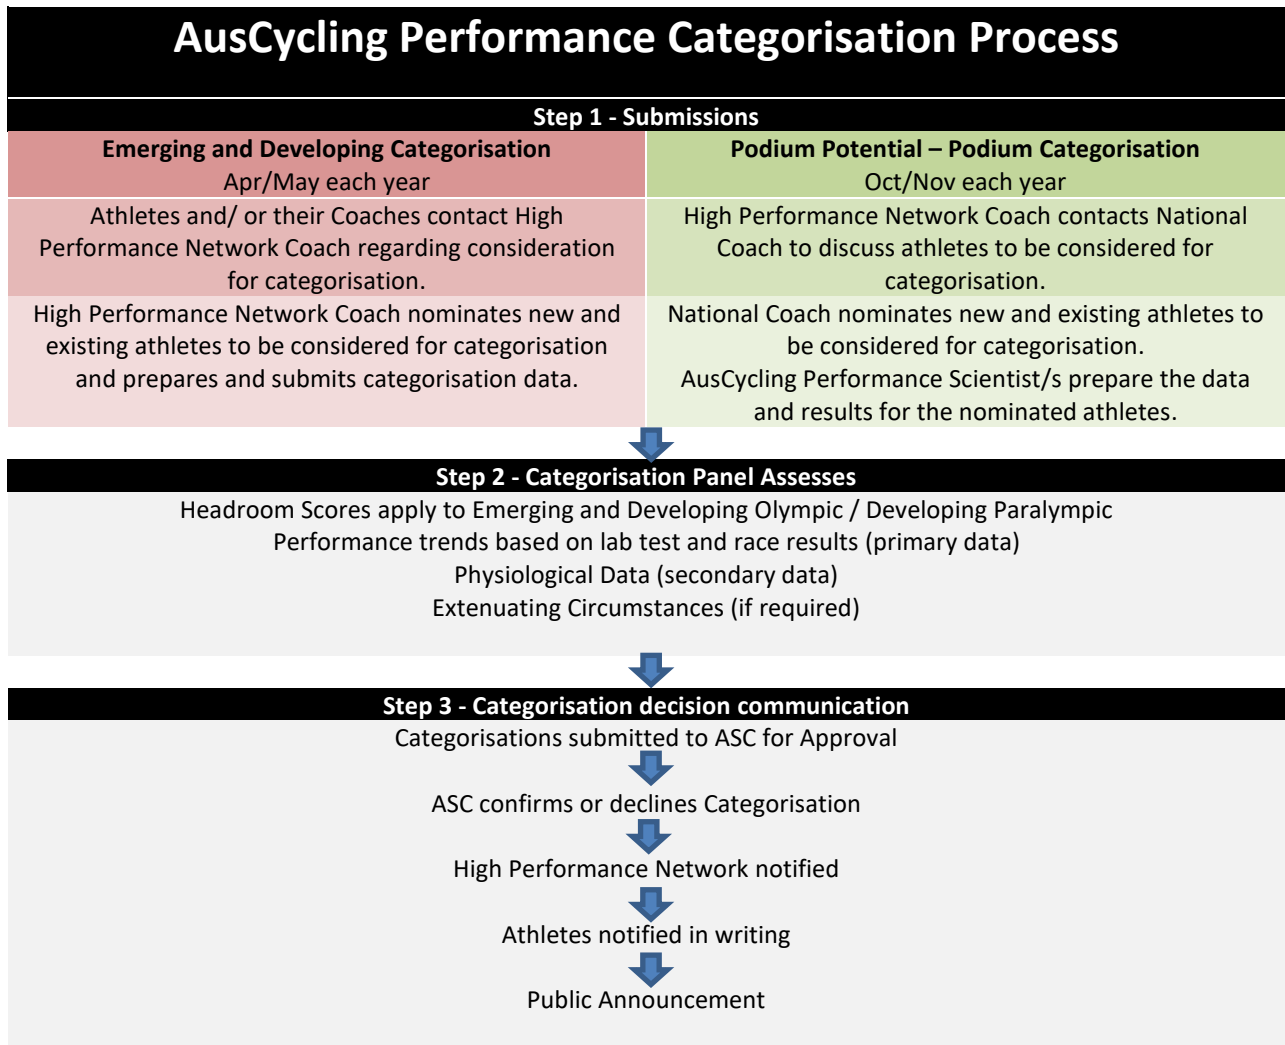 AusCycling Performance Categorisation Process
Step 1 - Submissions
Emerging and Developing Categorisation
Apr/May each year
Athletes and/ or their Coaches contact High
Performance Network Coach regarding consideration
for categorisation.
High Performance Network Coach nominates new and
existing athletes to be considered for categorisation
and prepares and submits categorisation data.
Podium Potential – Podium Categorisation
Oct/Nov each year
High Performance Network Coach contacts National
Coach to discuss athletes to be considered for
categorisation.
National Coach nominates new and existing athletes to
be considered for categorisation.
AusCycling Performance Scientist/s prepare the data
and results for the nominated athletes.
Step 2 - Categorisation Panel Assesses
Headroom Scores apply to Emerging and Developing Olympic / Developing Paralympic
Performance trends based on lab test and race results (primary data)
Physiological Data (secondary data)
Extenuating Circumstances (if required)
Step 3 - Categorisation decision communication
Categorisations submitted to ASC for Approval
ASC confirms or declines Categorisation
High Performance Network notified
Athletes notified in writing
Public Announcement